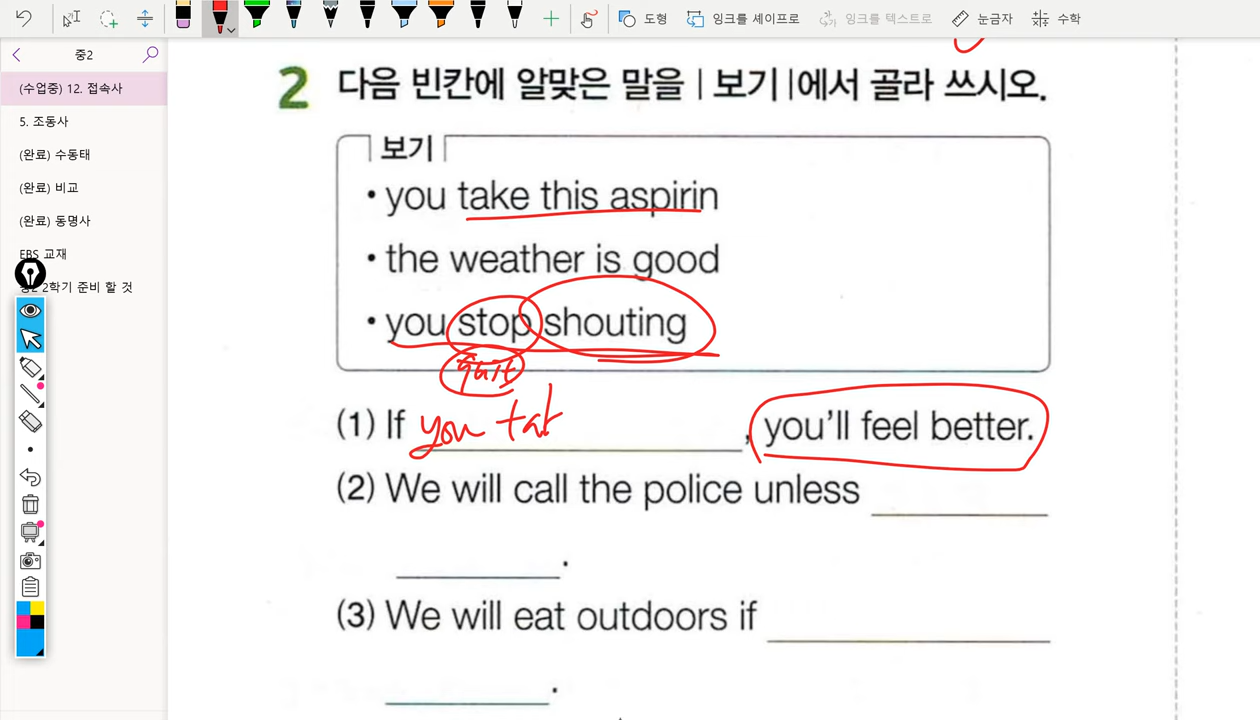 도형
잉크를 셰이프로
잉크를 텍스트로
눈금자
수학
중2
(수업중) 12. 접속사
5. 조동사
(완료) 수동태
(완료) 비교
(완료) 동명사
EBS 교재
2학기 준비 할 것
2 다음 빈칸에 알맞은 말을 | 보기 |에서 골라 쓰시오.
보기
• you take this aspirin
• the weather is good
• you stop shouting
quit
(1) If you tak , you'll feel better.
(2) We will call the police unless
.
(3) We will eat outdoors if
.